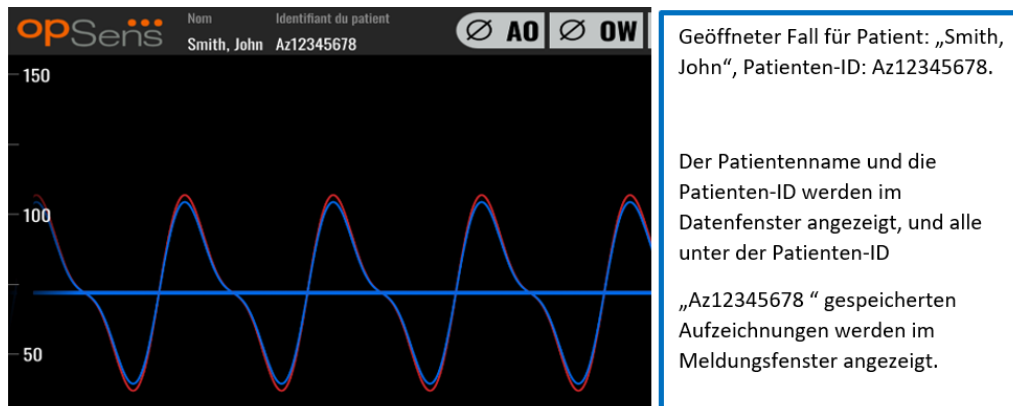 opSens
Nom Identifiant du patient
Smith, John Az12345678
Ø AO Ø OW
150
100
50
Geöffneter Fall für Patient: „Smith,
John“, Patienten-ID: Az12345678.
Der Patientenname und die
Patienten-ID werden im
Datenfenster angezeigt, und alle
unter der Patienten-ID
„Az12345678 “ gespeicherten
Aufzeichnungen werden im
Meldungsfenster angezeigt.